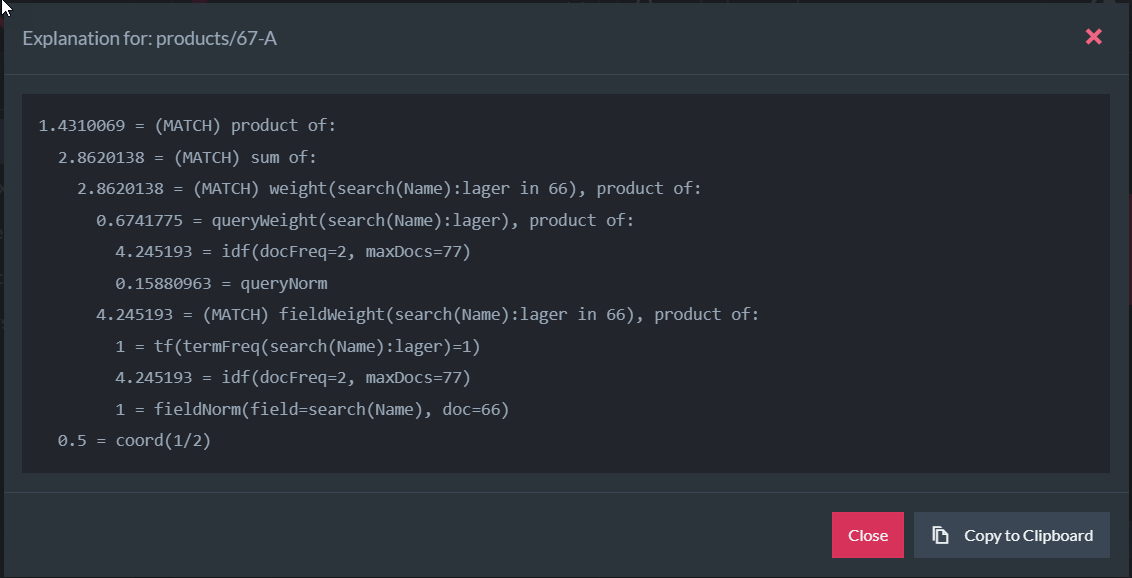 Explanation for: products/67-A
1.4310069 = (MATCH) product of:
2.8620138 = (MATCH) sum of:
2.8620138 = (MATCH) weight(search(Name):lager in 66), product of:
0.6741775 = queryWeight(search(Name):lager), product of:
4.245193 = idf(docFreq=2, maxDocs=77)
0.15880963 = queryNorm
4.245193 = (MATCH) fieldWeight(search(Name):lager in 66), product of:
1 = tf(termFreq(search(Name):lager)=1)
4.245193 = idf(docFreq=2, maxDocs=77)
1 = fieldNorm(field=search(Name), doc=66)
0.5 = coord(1/2)
Close
Copy to Clipboard